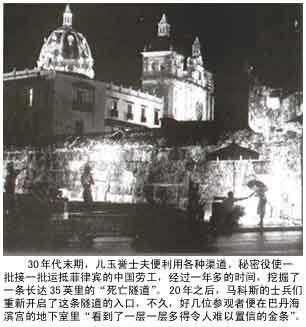 30年代末期，儿玉誉士夫便利用各种渠道，秘密役使一
批接一批运抵菲律宾的中国劳工，经过一年多的时间，挖掘了
一条长达35英里的“死亡隧道”。20年之后，马科斯的士兵们
重新开启了这条隧道的入口，不久，好几位参观者便在巴丹海
滨宫的地下室里“看到了一层一层多得令人难以置信的金条”。